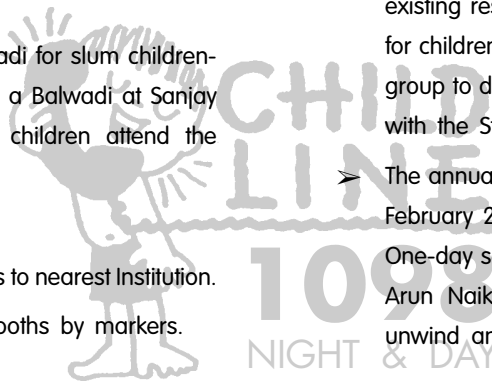 adi for slum children-
a Balwadi at Sanjay
children attend the
s to nearest Institution.
ooths by markers.
existing res
for children
group to d
with the S
➢ The annua
February 2
One-day s
Arun Naik
unwind an
CHILD
LINE
1098
NIGHT & DAY